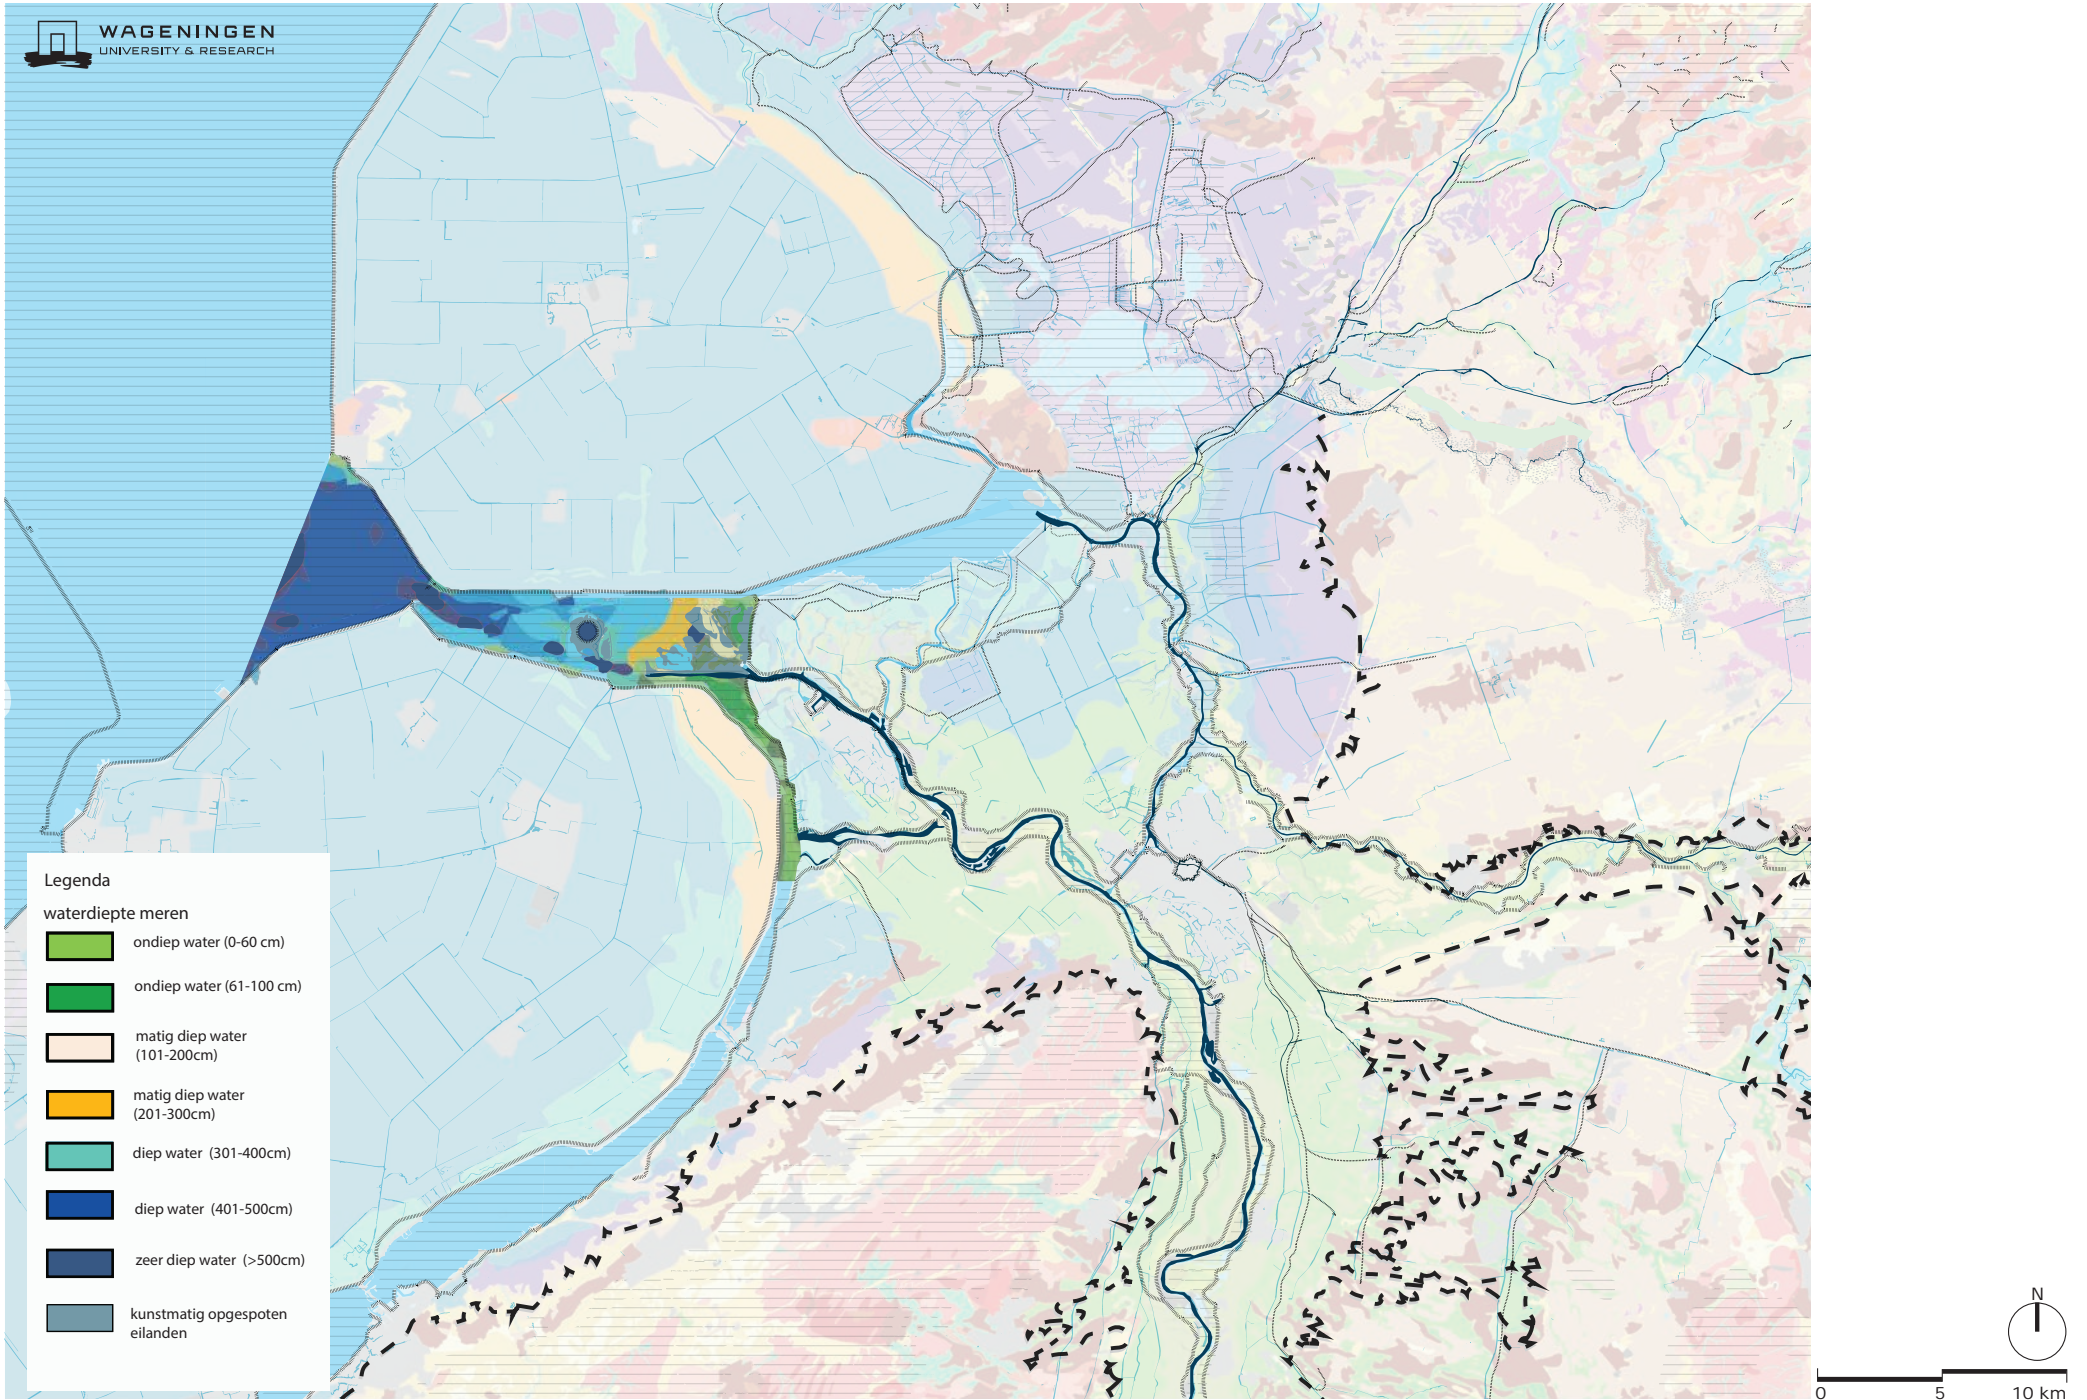 WAGENINGEN
UNIVERSITY & RESEARCH
Legenda
waterdiepte meren
ondiep water (0-60 cm)
ondiep water (61-100 cm)
matig diep water
(101-200cm)
matig diep water
(201-300cm)
diep water (301-400cm)
diep water (401-500cm)
zeer diep water (>500cm)
kunstmatig opgespoten
eilanden
N
0 5 10 km